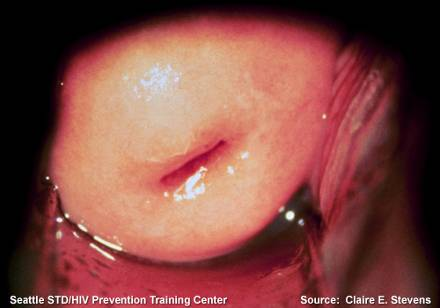 Seattle STD/HIV Prevention Training Center
Source: Claire E. Stevens